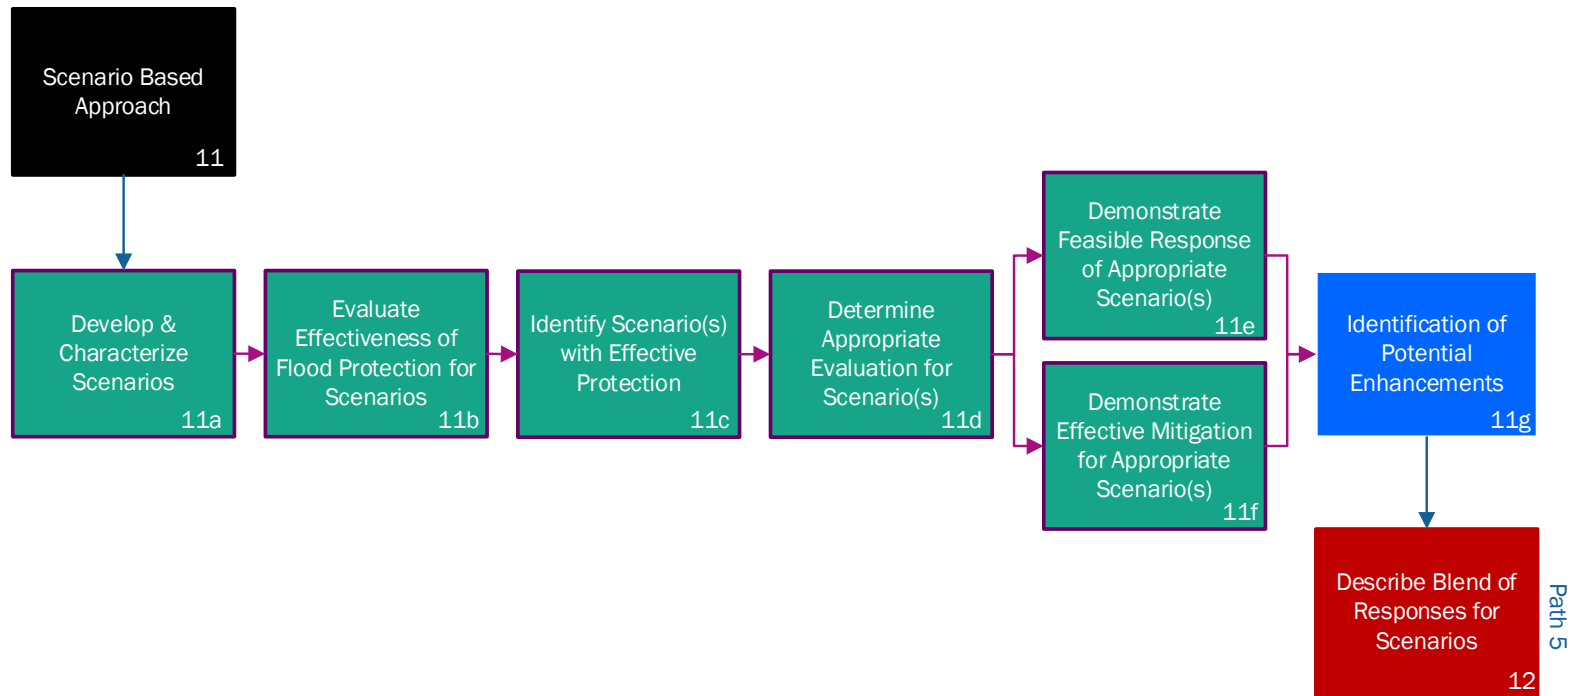 Scenario Based
Approach
11
Develop &
Characterize
Scenarios
11a
Evaluate
Effectiveness of
Flood Protection for
Scenarios
11b
Identify Scenario(s)
with Effective
Protection
11c
Determine
Appropriate
Evaluation for
Scenario(s)
11d
Demonstrate
Feasible Response
of Appropriate
Scenario(s)
11e
Demonstrate
Effective Mitigation
for Appropriate
Scenario(s)
11f
Identification of
Potential
Enhancements
11g
Describe Blend of
Responses for
Scenarios
12
Path 5